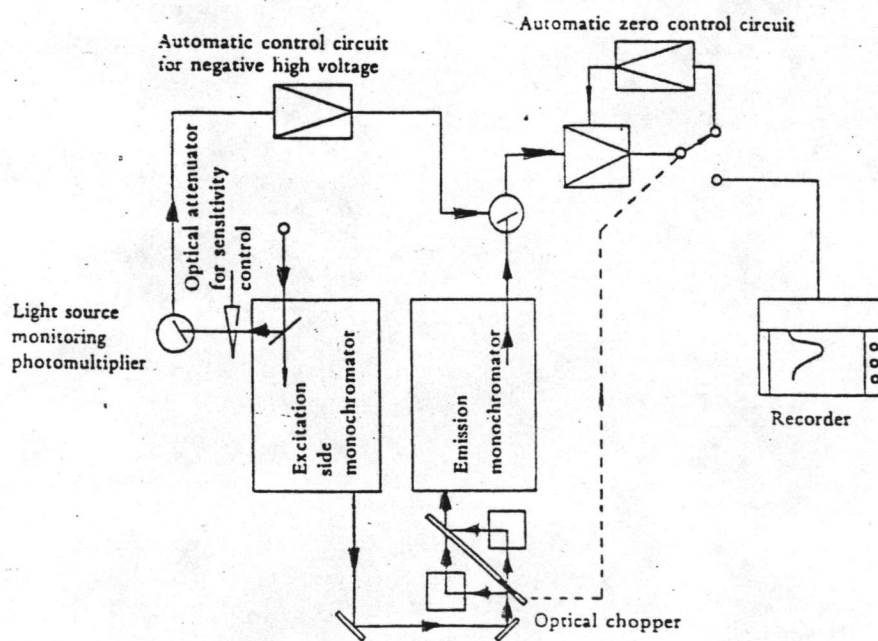 Automatic control circuit
for negative high voltage
Automatic zero control circuit
Optical attenuator
for sensitivity
control
Light source
monitoring
photomultiplier
Excitation
side
monochromator
Emission
monochromator
Recorder
Optical chopper